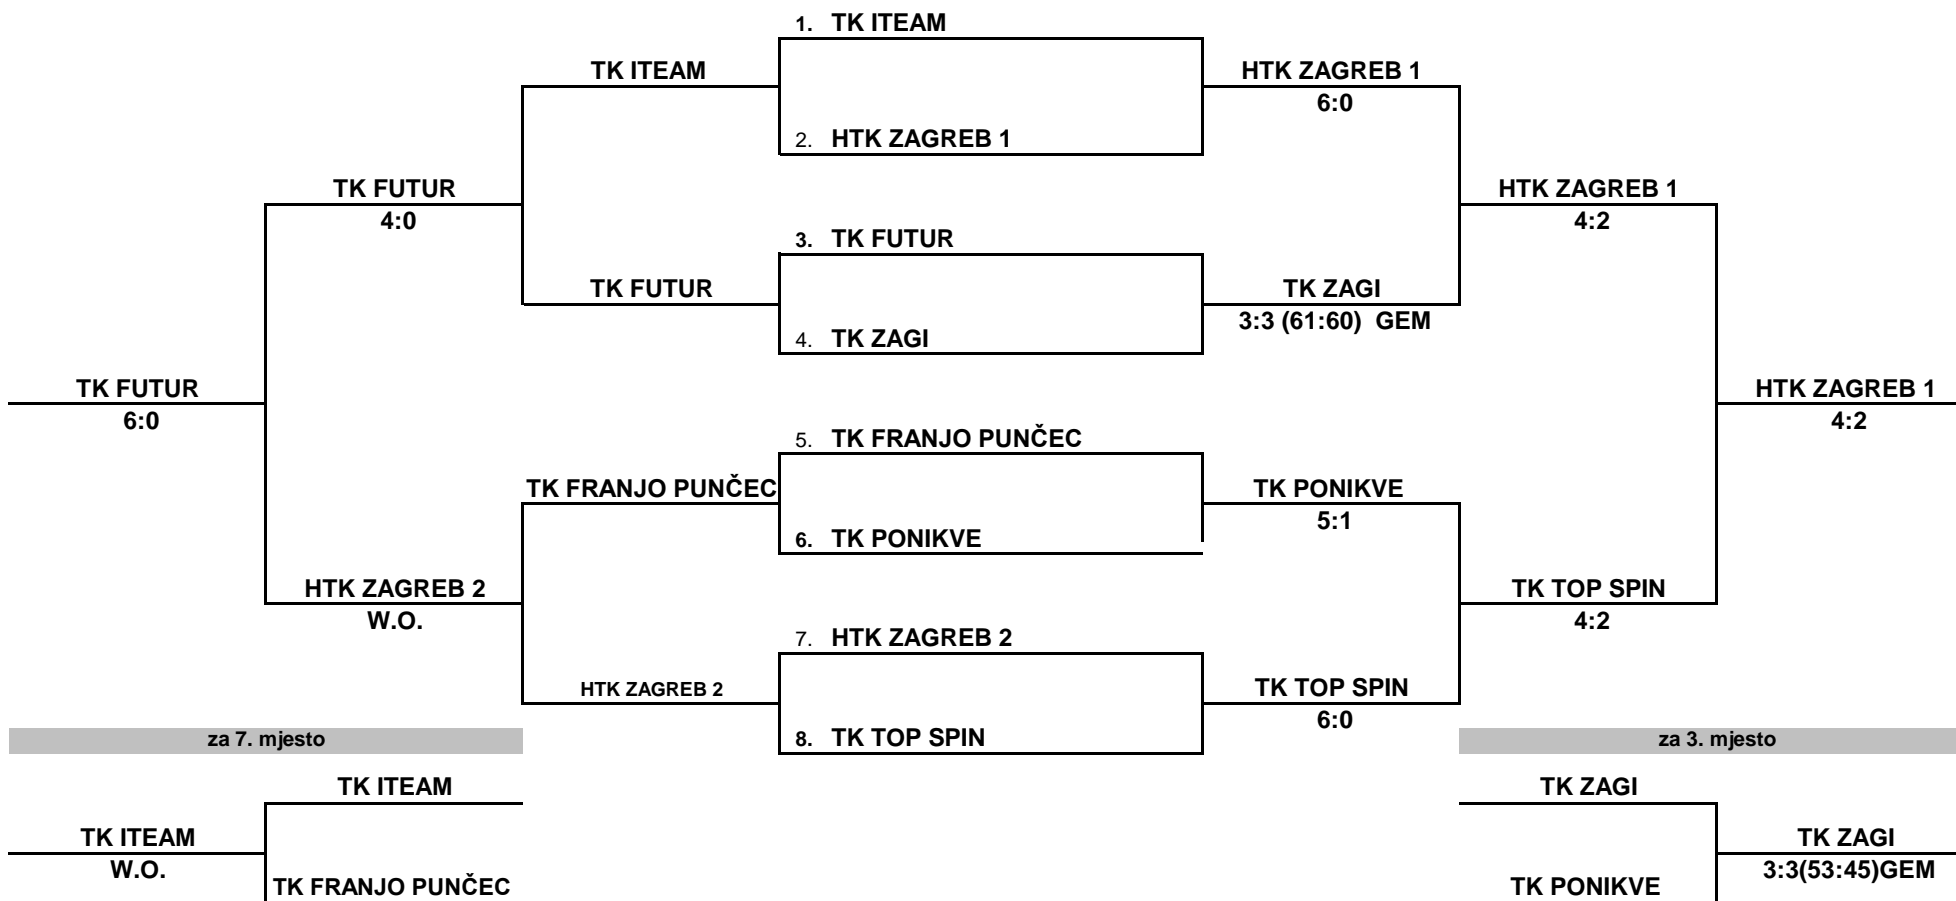 1. TK ITEAM
TK ITEAM
HTK ZAGREB 1
6:0
2. HTK ZAGREB 1
TK FUTUR
4:0
HTK ZAGREB 1
4:2
3. TK FUTUR
TK FUTUR
TK ZAGI
3:3 (61:60) GEM
4. TK ZAGI
TK FUTUR
6:0
HTK ZAGREB 1
4:2
5. TK FRANJO PUNČEC
TK FRANJO PUNČEC
TK PONIKVE
5:1
6. TK PONIKVE
HTK ZAGREB 2
W.O.
TK TOP SPIN
4:2
7. HTK ZAGREB 2
HTK ZAGREB 2
TK TOP SPIN
6:0
8. TK TOP SPIN
za 7. mjesto
za 3. mjesto
TK ITEAM
TK ZAGI
TK ITEAM
W.O.
TK ZAGI
3:3(53:45)GEM
TK FRANJO PUNČEC
TK PONIKVE